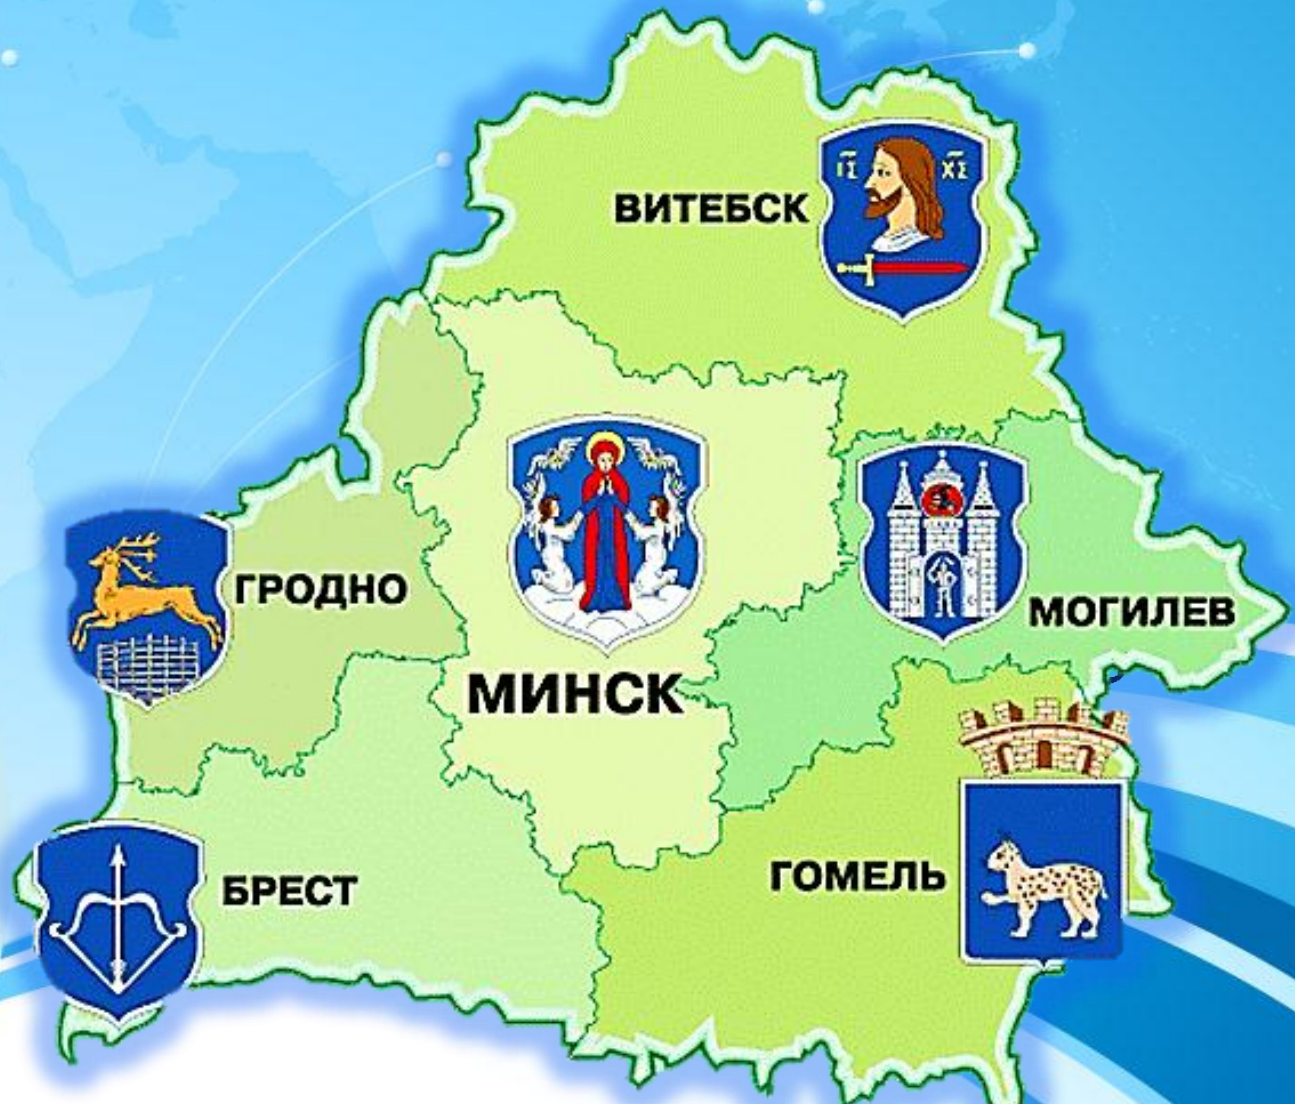 ВИТЕБСК
І҃Σ Х҃Σ
ГРОДНО
МОГИЛЕВ
МИНСК
ГОМЕЛЬ
БРЕСТ